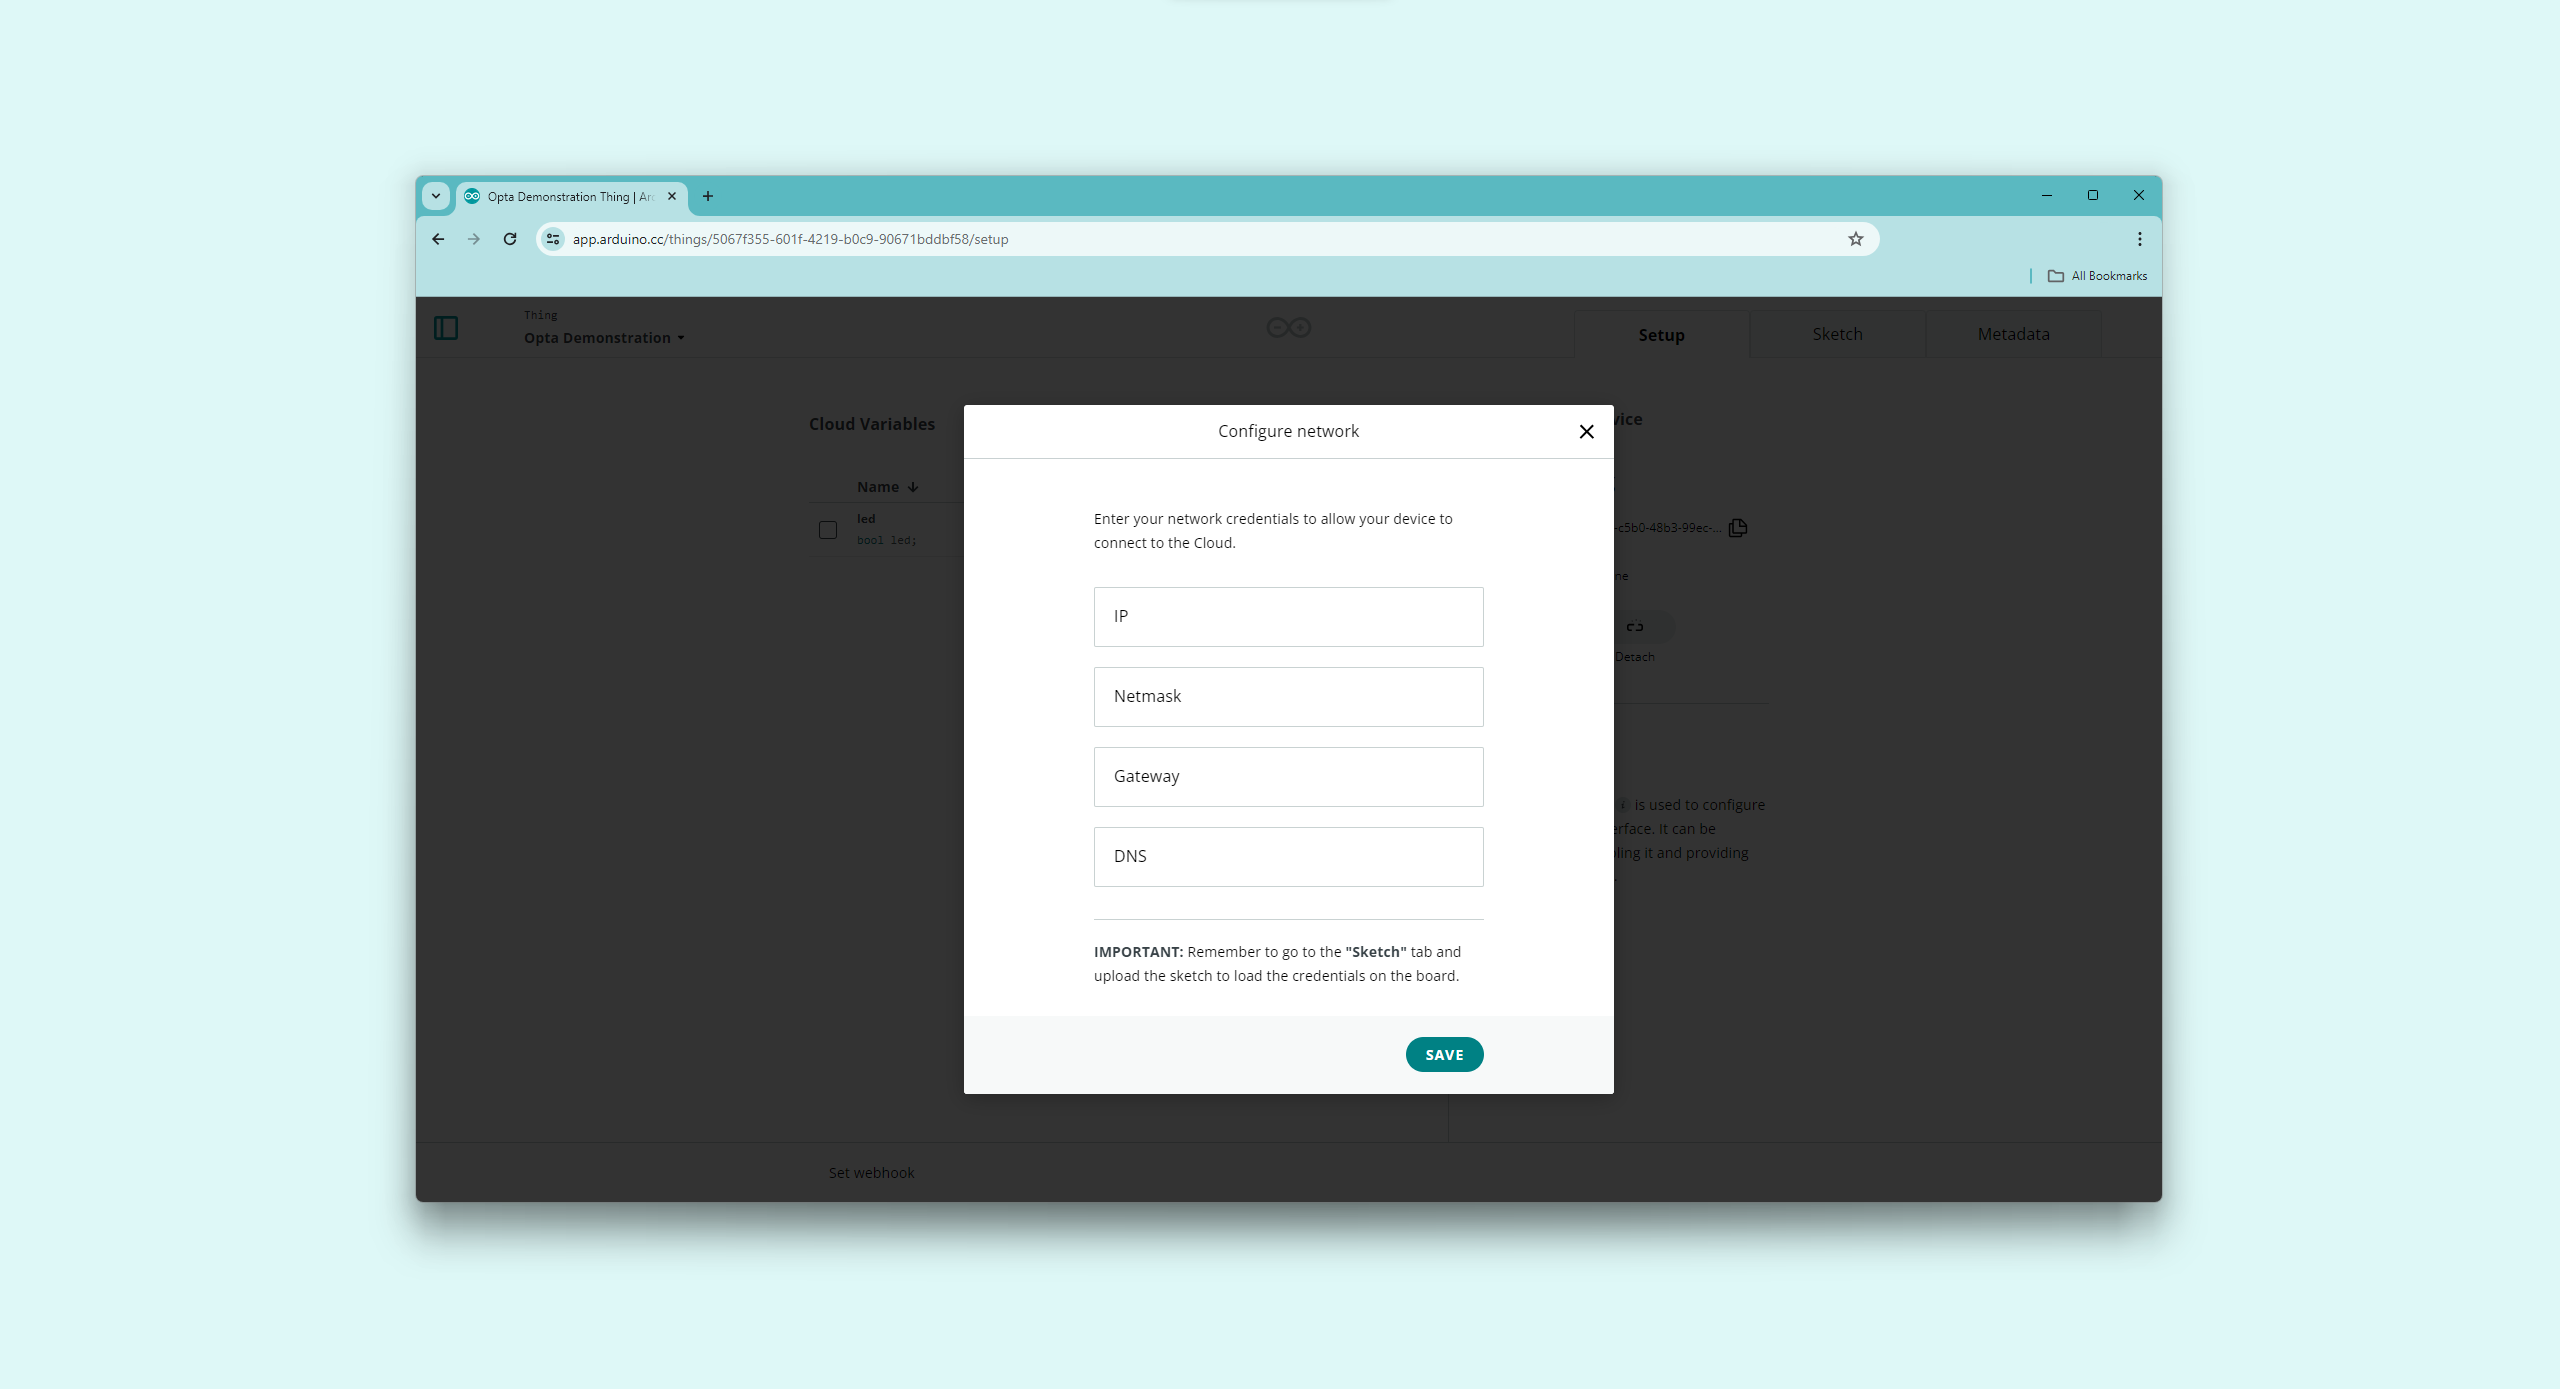 Opta Demonstration Thing | Arc
app.arduino.cc/things/5067f355-601f-4219-b0c9-90671bddbf58/setup
All Bookmarks
Thing
Opta Demonstration
Setup
Sketch
Metadata
Cloud Variables
Name
led
bool led;
Configure network
Enter your network credentials to allow your device to
connect to the Cloud.
IP
Netmask
Gateway
DNS
IMPORTANT: Remember to go to the "Sketch" tab and
upload the sketch to load the credentials on the board.
SAVE
vice
-c5b0-48b3-99ec-...
ne
Detach
is used to configure
erface. It can be
ling it and providing
Set webhook